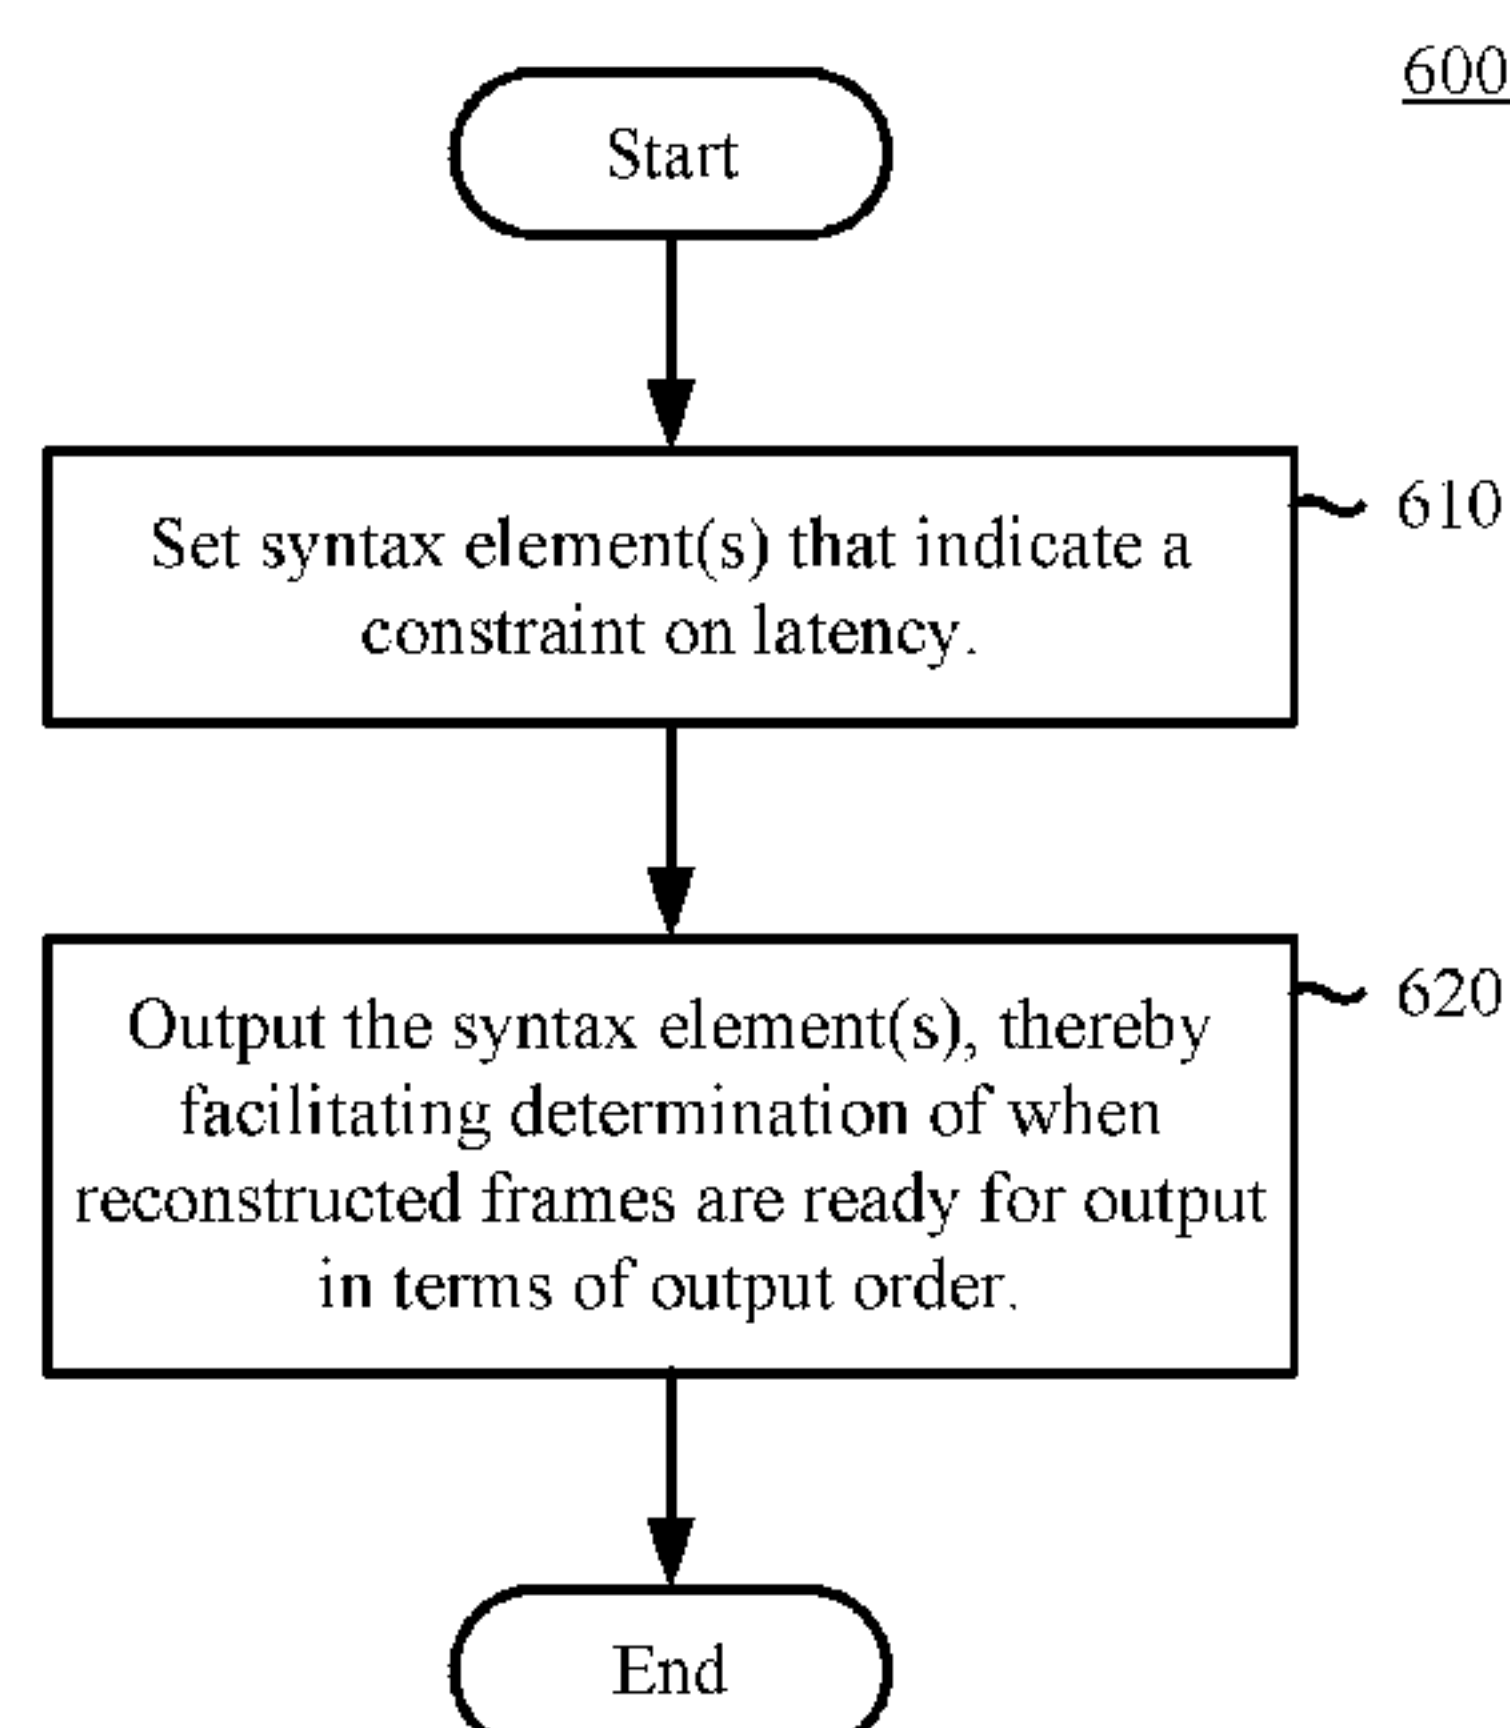 600
Start
Set syntax element(s) that indicate a
constraint on latency.
610
Output the syntax element(s), thereby
facilitating determination of when
reconstructed frames are ready for output
in terms of output order.
620
End